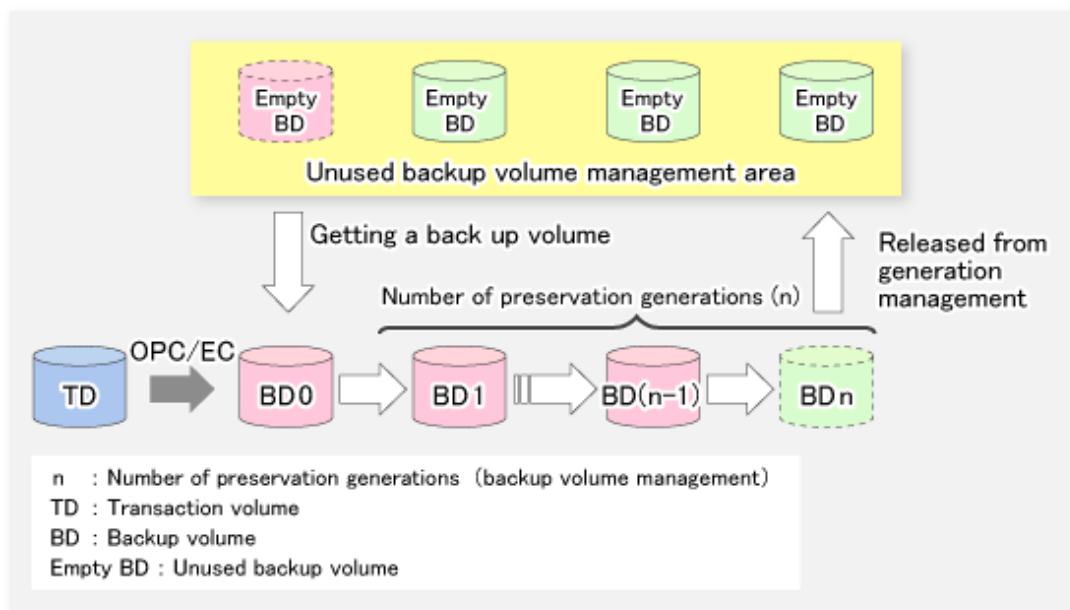 Empty
BD
Empty
BD
Empty
BD
Empty
BD
Unused backup volume management area
Getting a back up volume
Released from
generation
management
Number of preservation generations (n)
OPC/EC
TD
BD0
BD1
BD(n-1)
BDn
n : Number of preservation generations (backup volume management)
TD : Transaction volume
BD : Backup volume
Empty BD : Unused backup volume